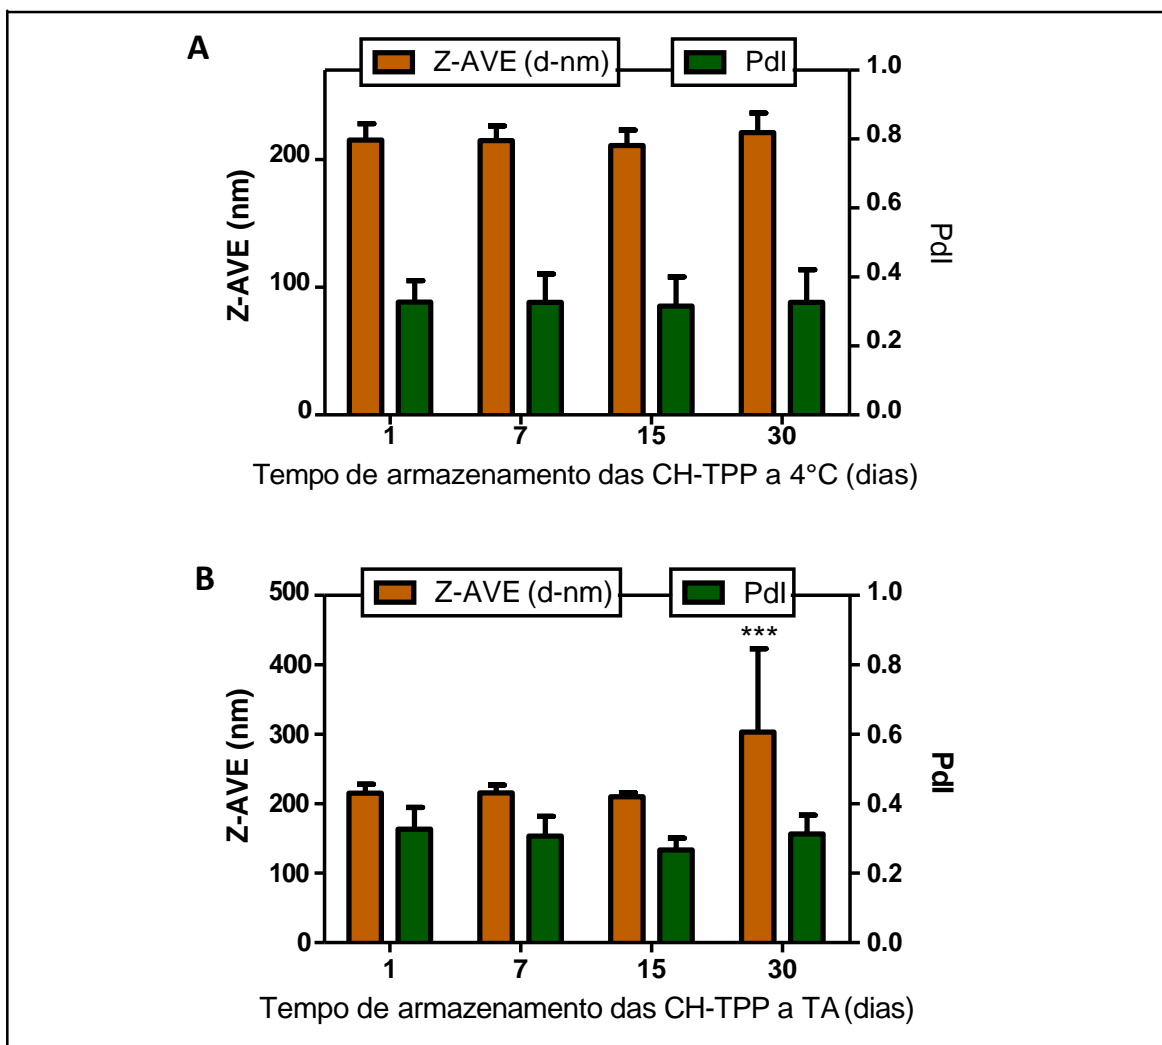 A
Z-AVE (d-nm) PdI
1.0
0.8
0.6
0.4
0.2
0.0
200
100
0
Z-AVE (nm)
PdI
1 7 15 30
Tempo de armazenamento das CH-TPP a 4°C (dias)
B
Z-AVE (d-nm) PdI
500
400
300
200
100
0
1.0
0.8
0.6
0.4
0.2
0.0
***
Z-AVE (nm)
PdI
1 7 15 30
Tempo de armazenamento das CH-TPP a TA (dias)